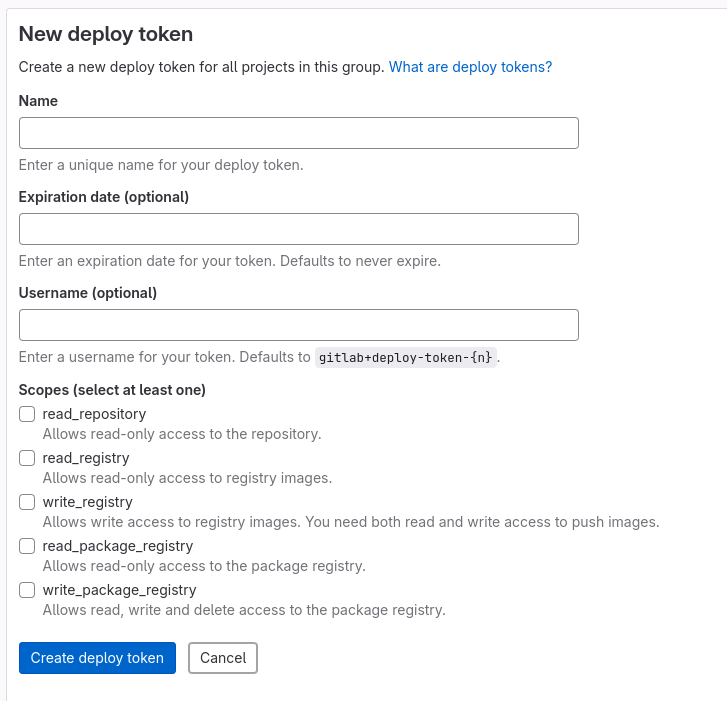 New deploy token
Create a new deploy token for all projects in this group. What are deploy tokens?
Name
Enter a unique name for your deploy token.
Expiration date (optional)
Enter an expiration date for your token. Defaults to never expire.
Username (optional)
Enter a username for your token. Defaults to gitlab+deploy-token-{n}.
Scopes (select at least one)
read_repository
Allows read-only access to the repository.
read_registry
Allows read-only access to registry images.
write_registry
Allows write access to registry images. You need both read and write access to push images.
read_package_registry
Allows read-only access to the package registry.
write_package_registry
Allows read, write and delete access to the package registry.
Create deploy token Cancel